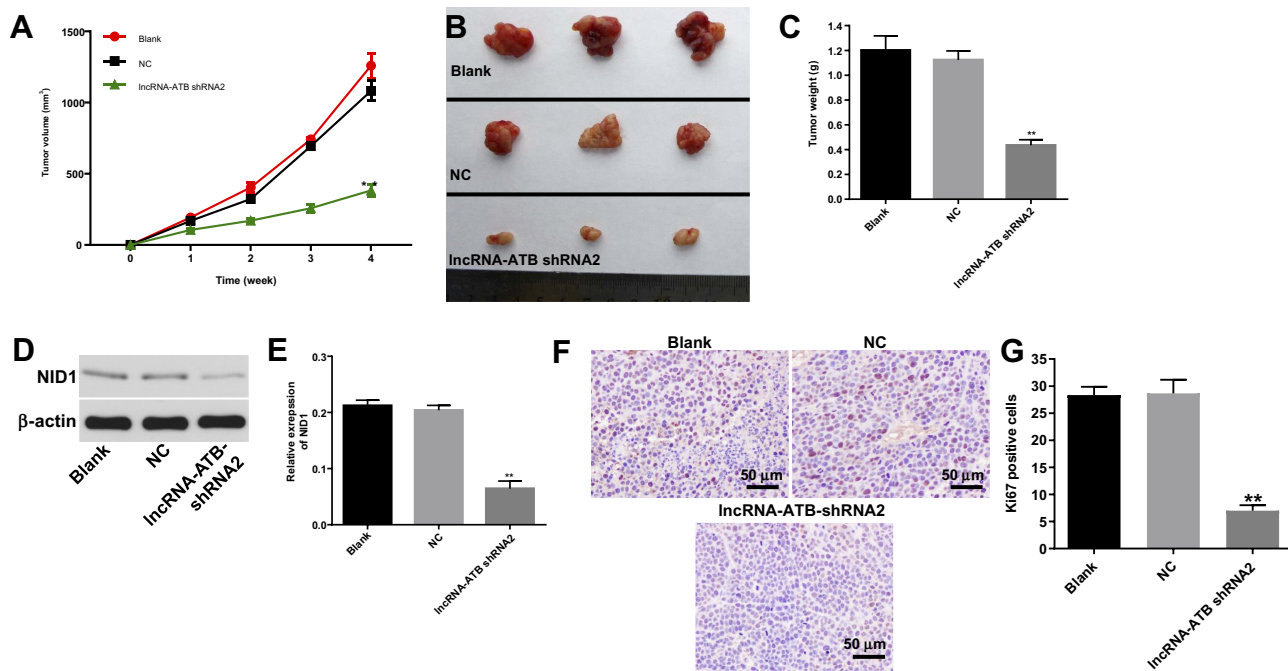 A
Tumor volume (mm3)
1500
1000
500
0
0 1 2 3 4
Time (week)
Blank
NC
lncRNA-ATB shRNA2
* *
B
Blank
NC
lncRNA-ATB shRNA2
C
Tumor weight (g)
1.4
1.2
1.0
0.8
0.6
0.4
0.2
0.0
**
Blank
NC
lncRNA-ATB shRNA2
D
NID1
β-actin
Blank
NC
lncRNA-ATB-
shRNA2
E
Relative exrepssion
of NID1
0.3
0.2
0.1
0.0
**
Blank
NC
lncRNA-ATB shRNA2
F
Blank
NC
50 μm
50 μm
lncRNA-ATB-shRNA2
50 μm
G
Ki67 positive cells
35
30
25
20
15
10
5
0
**
Blank
NC
lncRNA-ATB shRNA2